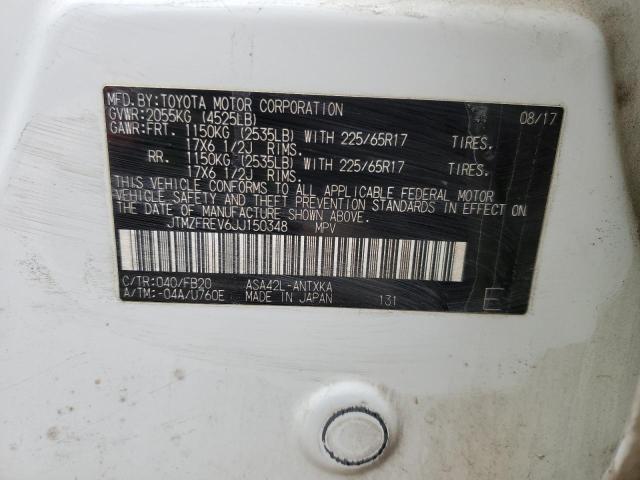 MFD.BY:TOYOTA MOTOR CORPORATION 08/17
GVWR:2055KG (4525LB)
GAWR:FRT. 1150KG (2535LB) WITH 225/65R17 TIRES.
17X6 1/2J RIMS.
RR. 1150KG (2535LB) WITH 225/65R17 TIRES.
17X6 1/2J RIMS.
THIS VEHICLE CONFORMS TO ALL APPLICABLE FEDERAL MOTOR
VEHICLE SAFETY AND THEFT PREVENTION STANDARDS IN EFFECT ON
THE DATE OF MANUFACTURE SHOWN ABOVE.
JTMZFREV6JJ150348 MPV
C/TR:040/FB20 ASA42L-ANTXKA
A/TM:-04A/U760E MADE IN JAPAN 131 E